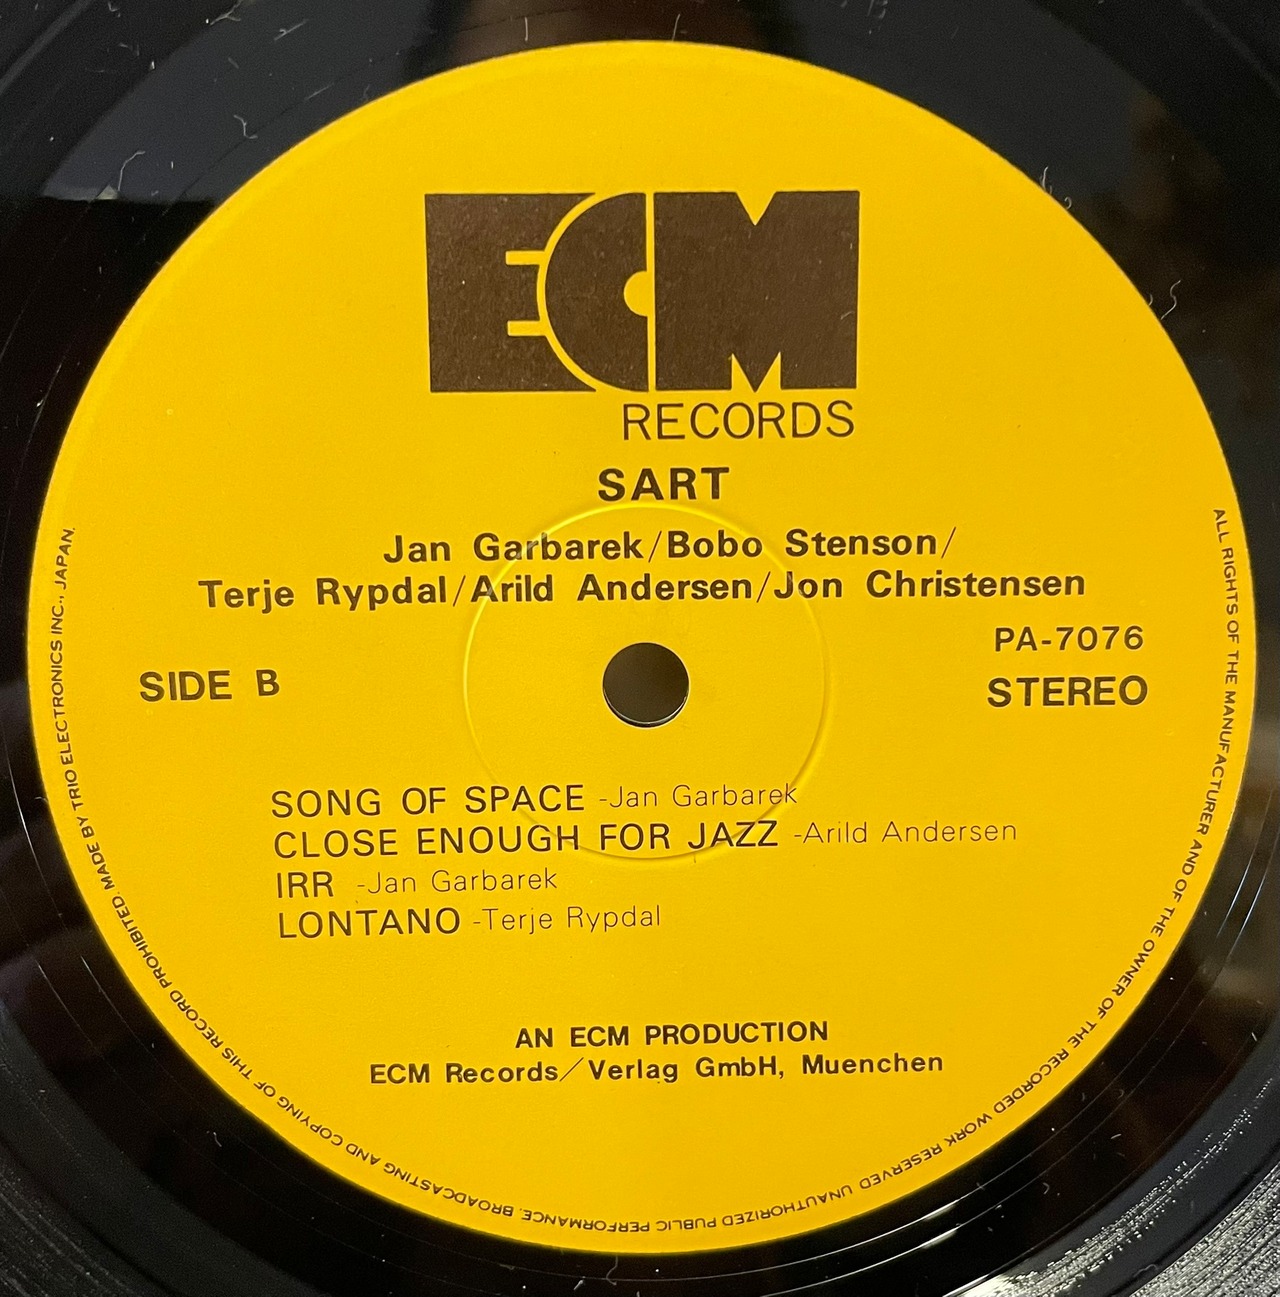 ECM
RECORDS
SART
Jan Garbarek/Bobo Stenson/
Terje Rypdal/Arild Andersen/Jon Christensen
PA-7076
SIDE B
STEREO
SONG OF SPACE -Jan Garbarek
CLOSE ENOUGH FOR JAZZ -Arild Andersen
IRR -Jan Garbarek
LONTANO -Terje Rypdal
AN ECM PRODUCTION
ECM Records/Verlag GmbH, Muenchen
ALL RIGHTS OF THE MANUFACTURER AND OF THE OWNER OF THE RECORDED WORK RESERVED UNAUTHORIZED PUBLIC PERFORMANCE, BROADCASTING AND COPYING OF THIS RECORD PROHIBITED. MADE BY TRIO ELECTRONICS INC., JAPAN.